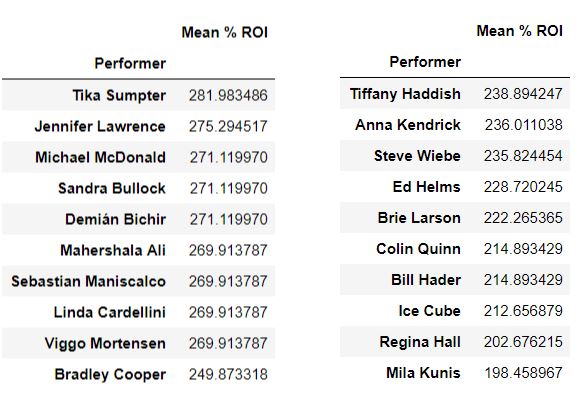 Mean % ROI
Performer
Tika Sumpter 281.983486
Jennifer Lawrence 275.294517
Michael McDonald 271.119970
Sandra Bullock 271.119970
Demián Bichir 271.119970
Mahershala Ali 269.913787
Sebastian Maniscalco 269.913787
Linda Cardellini 269.913787
Viggo Mortensen 269.913787
Bradley Cooper 249.873318
Mean % ROI
Performer
Tiffany Haddish 238.894247
Anna Kendrick 236.011038
Steve Wiebe 235.824454
Ed Helms 228.720245
Brie Larson 222.265365
Colin Quinn 214.893429
Bill Hader 214.893429
Ice Cube 212.656879
Regina Hall 202.676215
Mila Kunis 198.458967